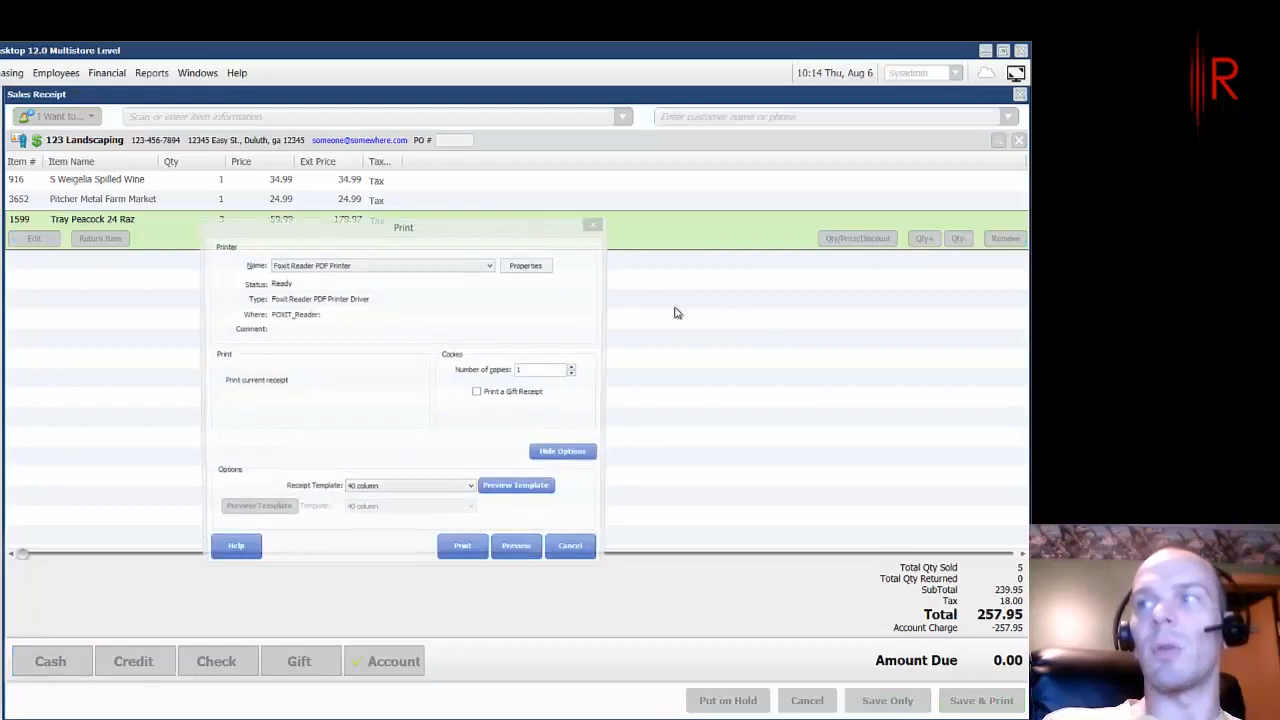 sktop 12.0 Multistore Level
asing Employees Financial Reports Windows Help 10:14 Thu, Aug 6 Sysadmin
Sales Receipt
I Want to... Scan or enter item information Enter customer name or phone
123 Landscaping 123-456-7894 12345 Easy St., Duluth, ga 12345 someone@somewhere.com PO #
Item # Item Name Qty Price Ext Price Tax...
916 S Weigelia Spilled Wine 1 34.99 34.99 Tax
3652 Pitcher Metal Farm Market 1 24.99 24.99 Tax
1599 Tray Peacock 24 Raz 3 59.99 179.97 Tax
Edit Return Item Qty/Price/Discount Qty+ Qty- Remove
Print
Printer
Name: Foxit Reader PDF Printer Properties
Status: Ready
Type: Foxit Reader PDF Printer Driver
Where: FOXIT_Reader:
Comment:
Print Copies
Number of copies: 1
Print current receipt
Print a Gift Receipt
Hide Options
Options
Receipt Template: 40 column Preview Template
Preview Template Template: 40 column
Help Print Preview Cancel
Total Qty Sold 5
Total Qty Returned 0
SubTotal 239.95
Tax 18.00
Total 257.95
Account Charge -257.95
Cash Credit Check Gift Account Amount Due 0.00
Put on Hold Cancel Save Only Save & Print
R